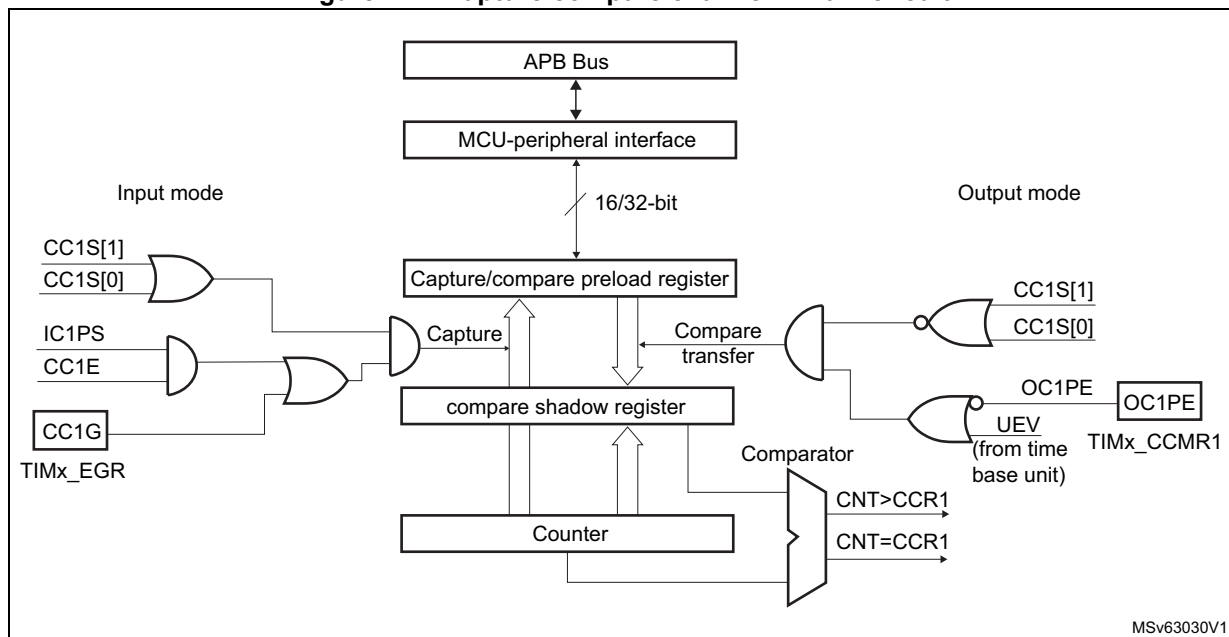 APB Bus
MCU-peripheral interface
Input mode
16/32-bit
Output mode
CC1S[1]
CC1S[0]
Capture/compare preload register
CC1S[1]
CC1S[0]
IC1PS
CC1E
Capture
Compare
transfer
compare shadow register
OC1PE
OC1PE
CC1G
UEV
TIMx_CCMR1
(from time
base unit)
TIMx_EGR
Comparator
CNT>CCR1
Counter
CNT=CCR1
MSv63030V1